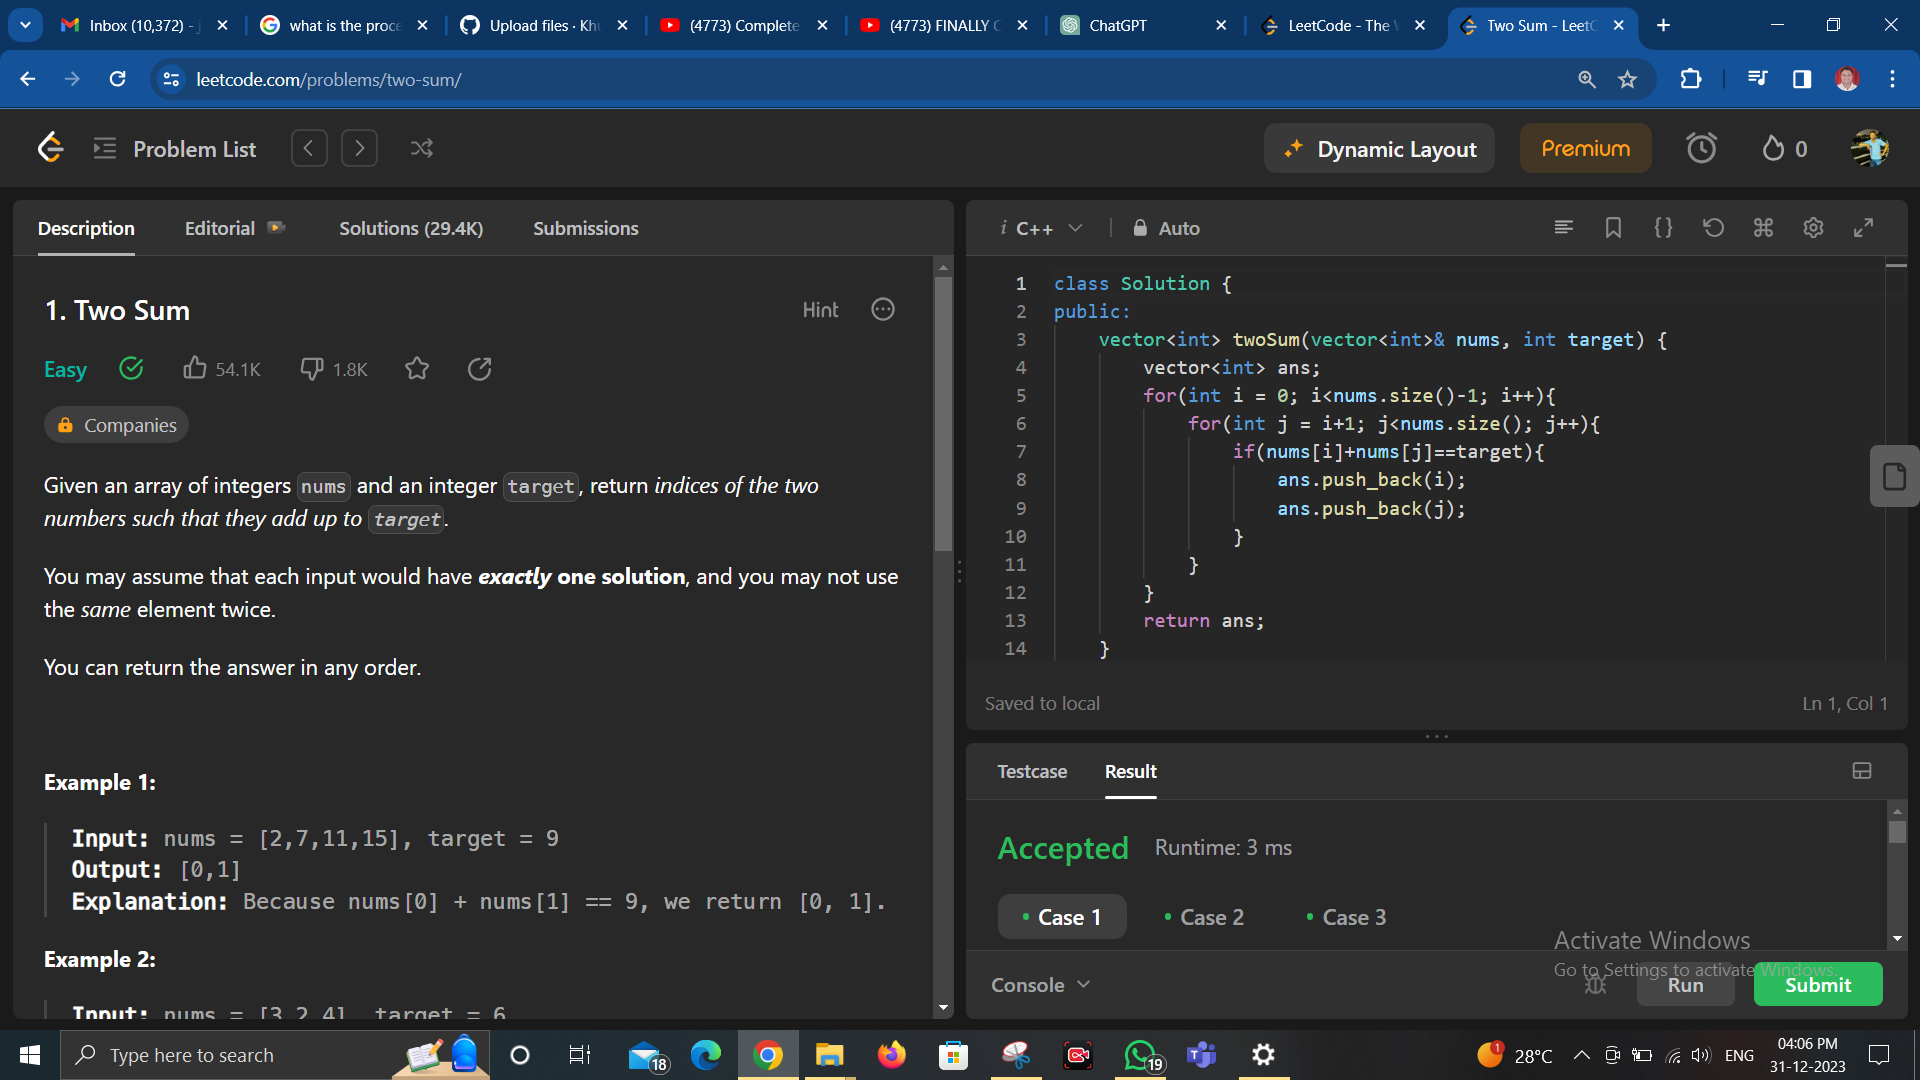 Inbox (10,372) - j
what is the proce
Upload files · Kh
(4773) Complete
(4773) FINALLY C
ChatGPT
LeetCode - The W
Two Sum - LeetC
leetcode.com/problems/two-sum/
Problem List
Dynamic Layout
Premium
0
Description
Editorial
Solutions (29.4K)
Submissions
1. Two Sum
Hint
Easy
54.1K
1.8K
Companies
Given an array of integers nums and an integer target, return indices of the two
numbers such that they add up to target.
You may assume that each input would have exactly one solution, and you may not use
the same element twice.
You can return the answer in any order.
Example 1:
Input: nums = [2,7,11,15], target = 9
Output: [0,1]
Explanation: Because nums[0] + nums[1] == 9, we return [0, 1].
Example 2:
Input: nums = [3,2,4], target = 6
i C++
Auto
1 class Solution {
2 public:
3 vector<int> twoSum(vector<int>& nums, int target) {
4 vector<int> ans;
5 for(int i = 0; i<nums.size()-1; i++){
6 for(int j = i+1; j<nums.size(); j++){
7 if(nums[i]+nums[j]==target){
8 ans.push_back(i);
9 ans.push_back(j);
10 }
11 }
12 }
13 return ans;
14 }
Saved to local
Ln 1, Col 1
Testcase
Result
Accepted
Runtime: 3 ms
Case 1
Case 2
Case 3
Activate Windows
Go to Settings to activate Windows.
Console
Run
Submit
Type here to search
18
19
1
28°C
ENG
04:06 PM
31-12-2023